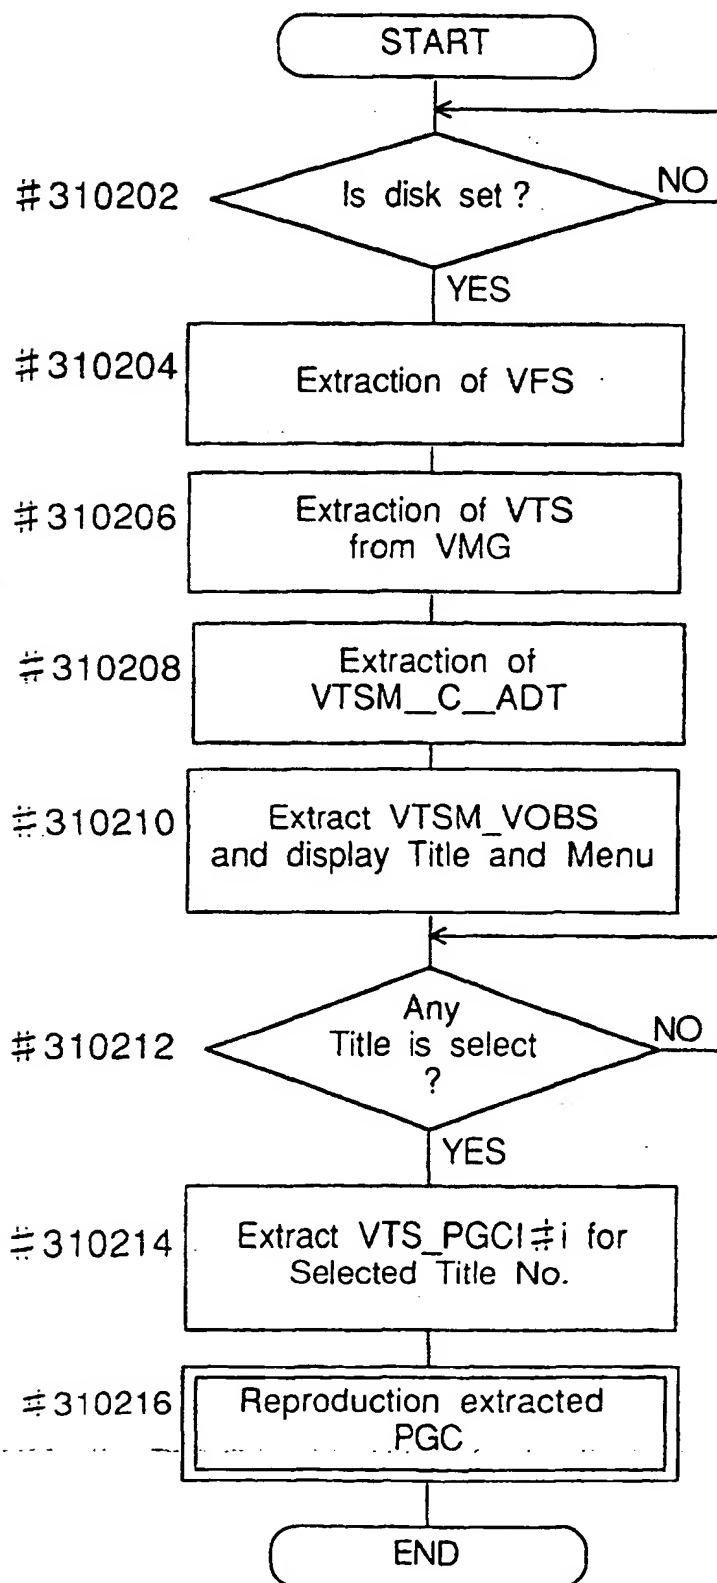 START
#310202
Is disk set ?
NO
YES
#310204
Extraction of VFS
#310206
Extraction of VTS
from VMG
#310208
Extraction of
VTSM__C__ADT
#310210
Extract VTSM_VOBS
and display Title and Menu
Any
#310212
Title is select
NO
?
YES
#310214
Extract VTS_PGCI#i for
Selected Title No.
#310216
Reproduction extracted
PGC
END